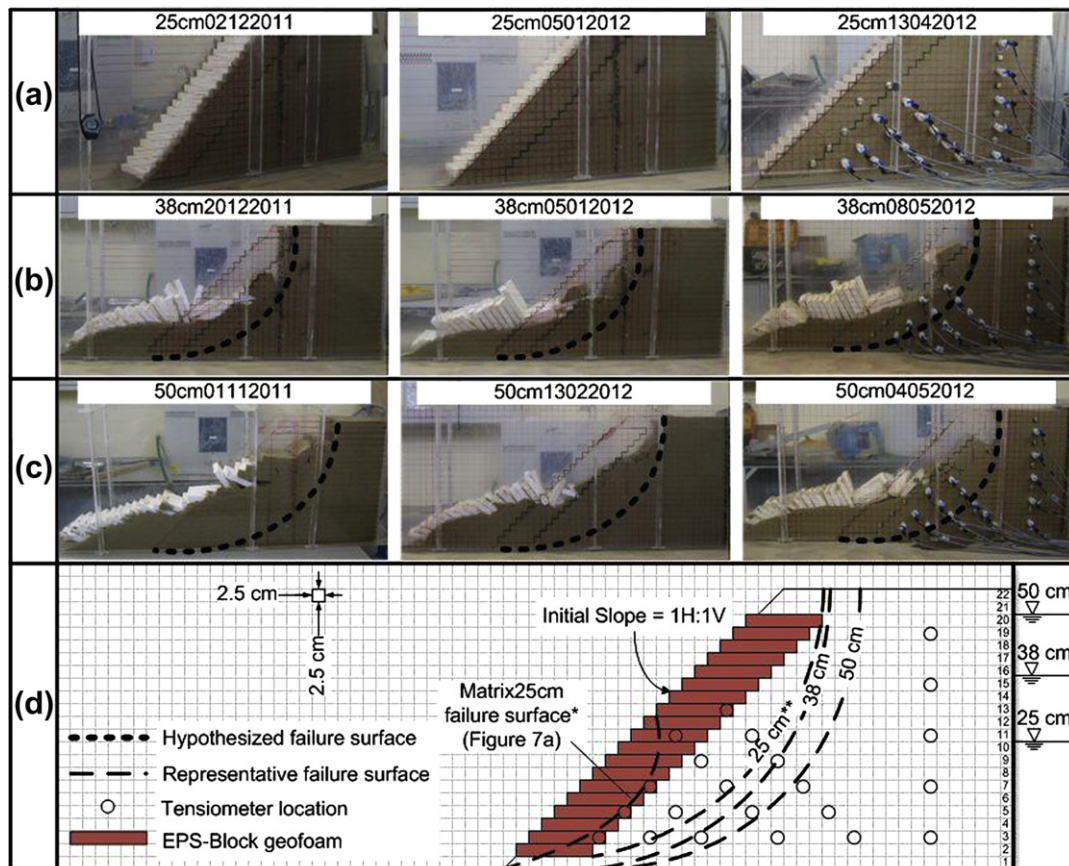 (a)
25cm02122011
25cm05012012
25cm13042012
(b)
38cm20122011
38cm05012012
38cm08052012
(c)
50cm01112011
50cm13022012
50cm04052012
(d)
2.5 cm
2.5 cm
Initial Slope = 1H:1V
Matrix25cm
failure surface*
(Figure 7a)
Hypothesized failure surface
Representative failure surface
Tensiometer location
EPS-Block geofoam
25 cm**
38 cm
50 cm
22
21
20
19
18
17
16
15
14
13
12
11
10
9
8
7
6
5
4
3
2
1
50 cm
38 cm
25 cm